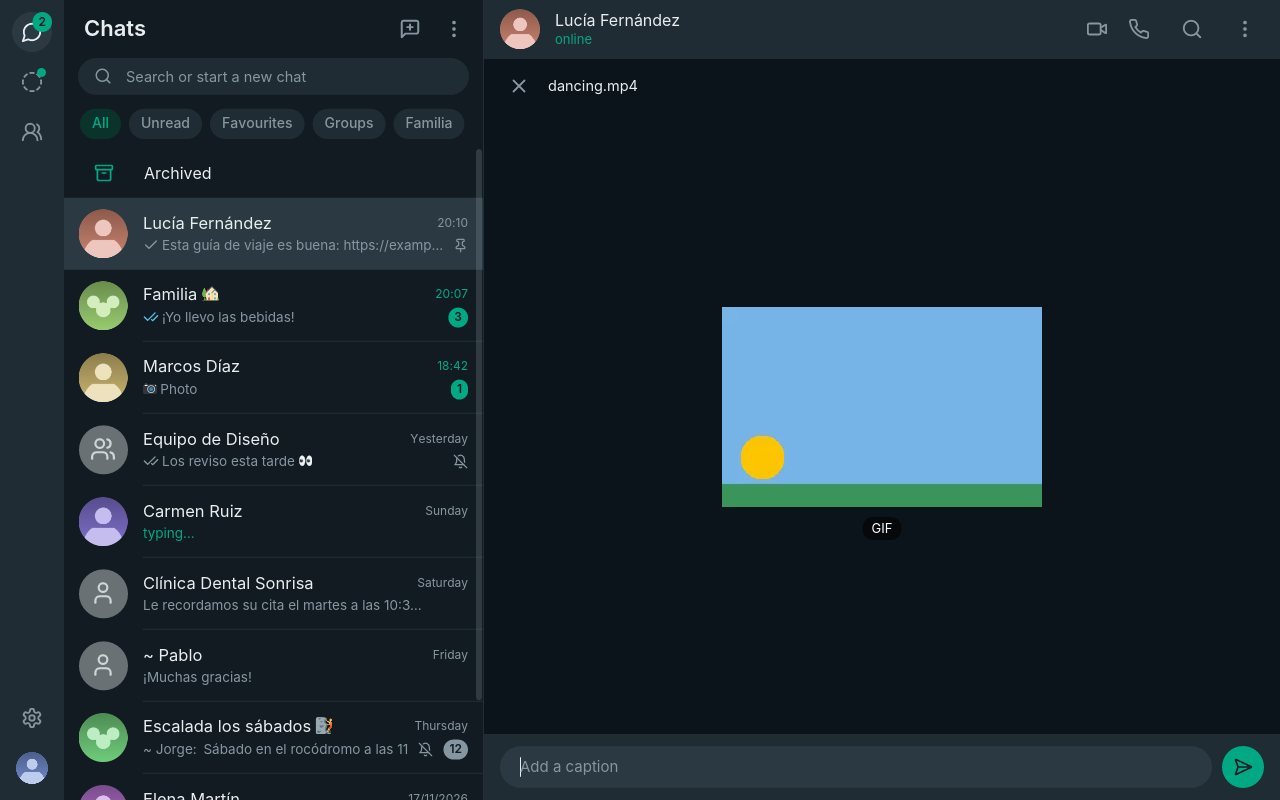 2
Chats
Search or start a new chat
All
Unread
Favourites
Groups
Familia
Archived
Lucía Fernández
20:10
Esta guía de viaje es buena: https://examp...
Familia 🏡
20:07
¡Yo llevo las bebidas!
3
Marcos Díaz
18:42
📷 Photo
1
Equipo de Diseño
Yesterday
Los reviso esta tarde 👀
Carmen Ruiz
Sunday
typing...
Clínica Dental Sonrisa
Saturday
Le recordamos su cita el martes a las 10:3...
~ Pablo
Friday
¡Muchas gracias!
Escalada los sábados 🧗
Thursday
~ Jorge: Sábado en el rocódromo a las 11
12
Elena Martín
17/11/2026
Lucía Fernández
online
dancing.mp4
GIF
Add a caption